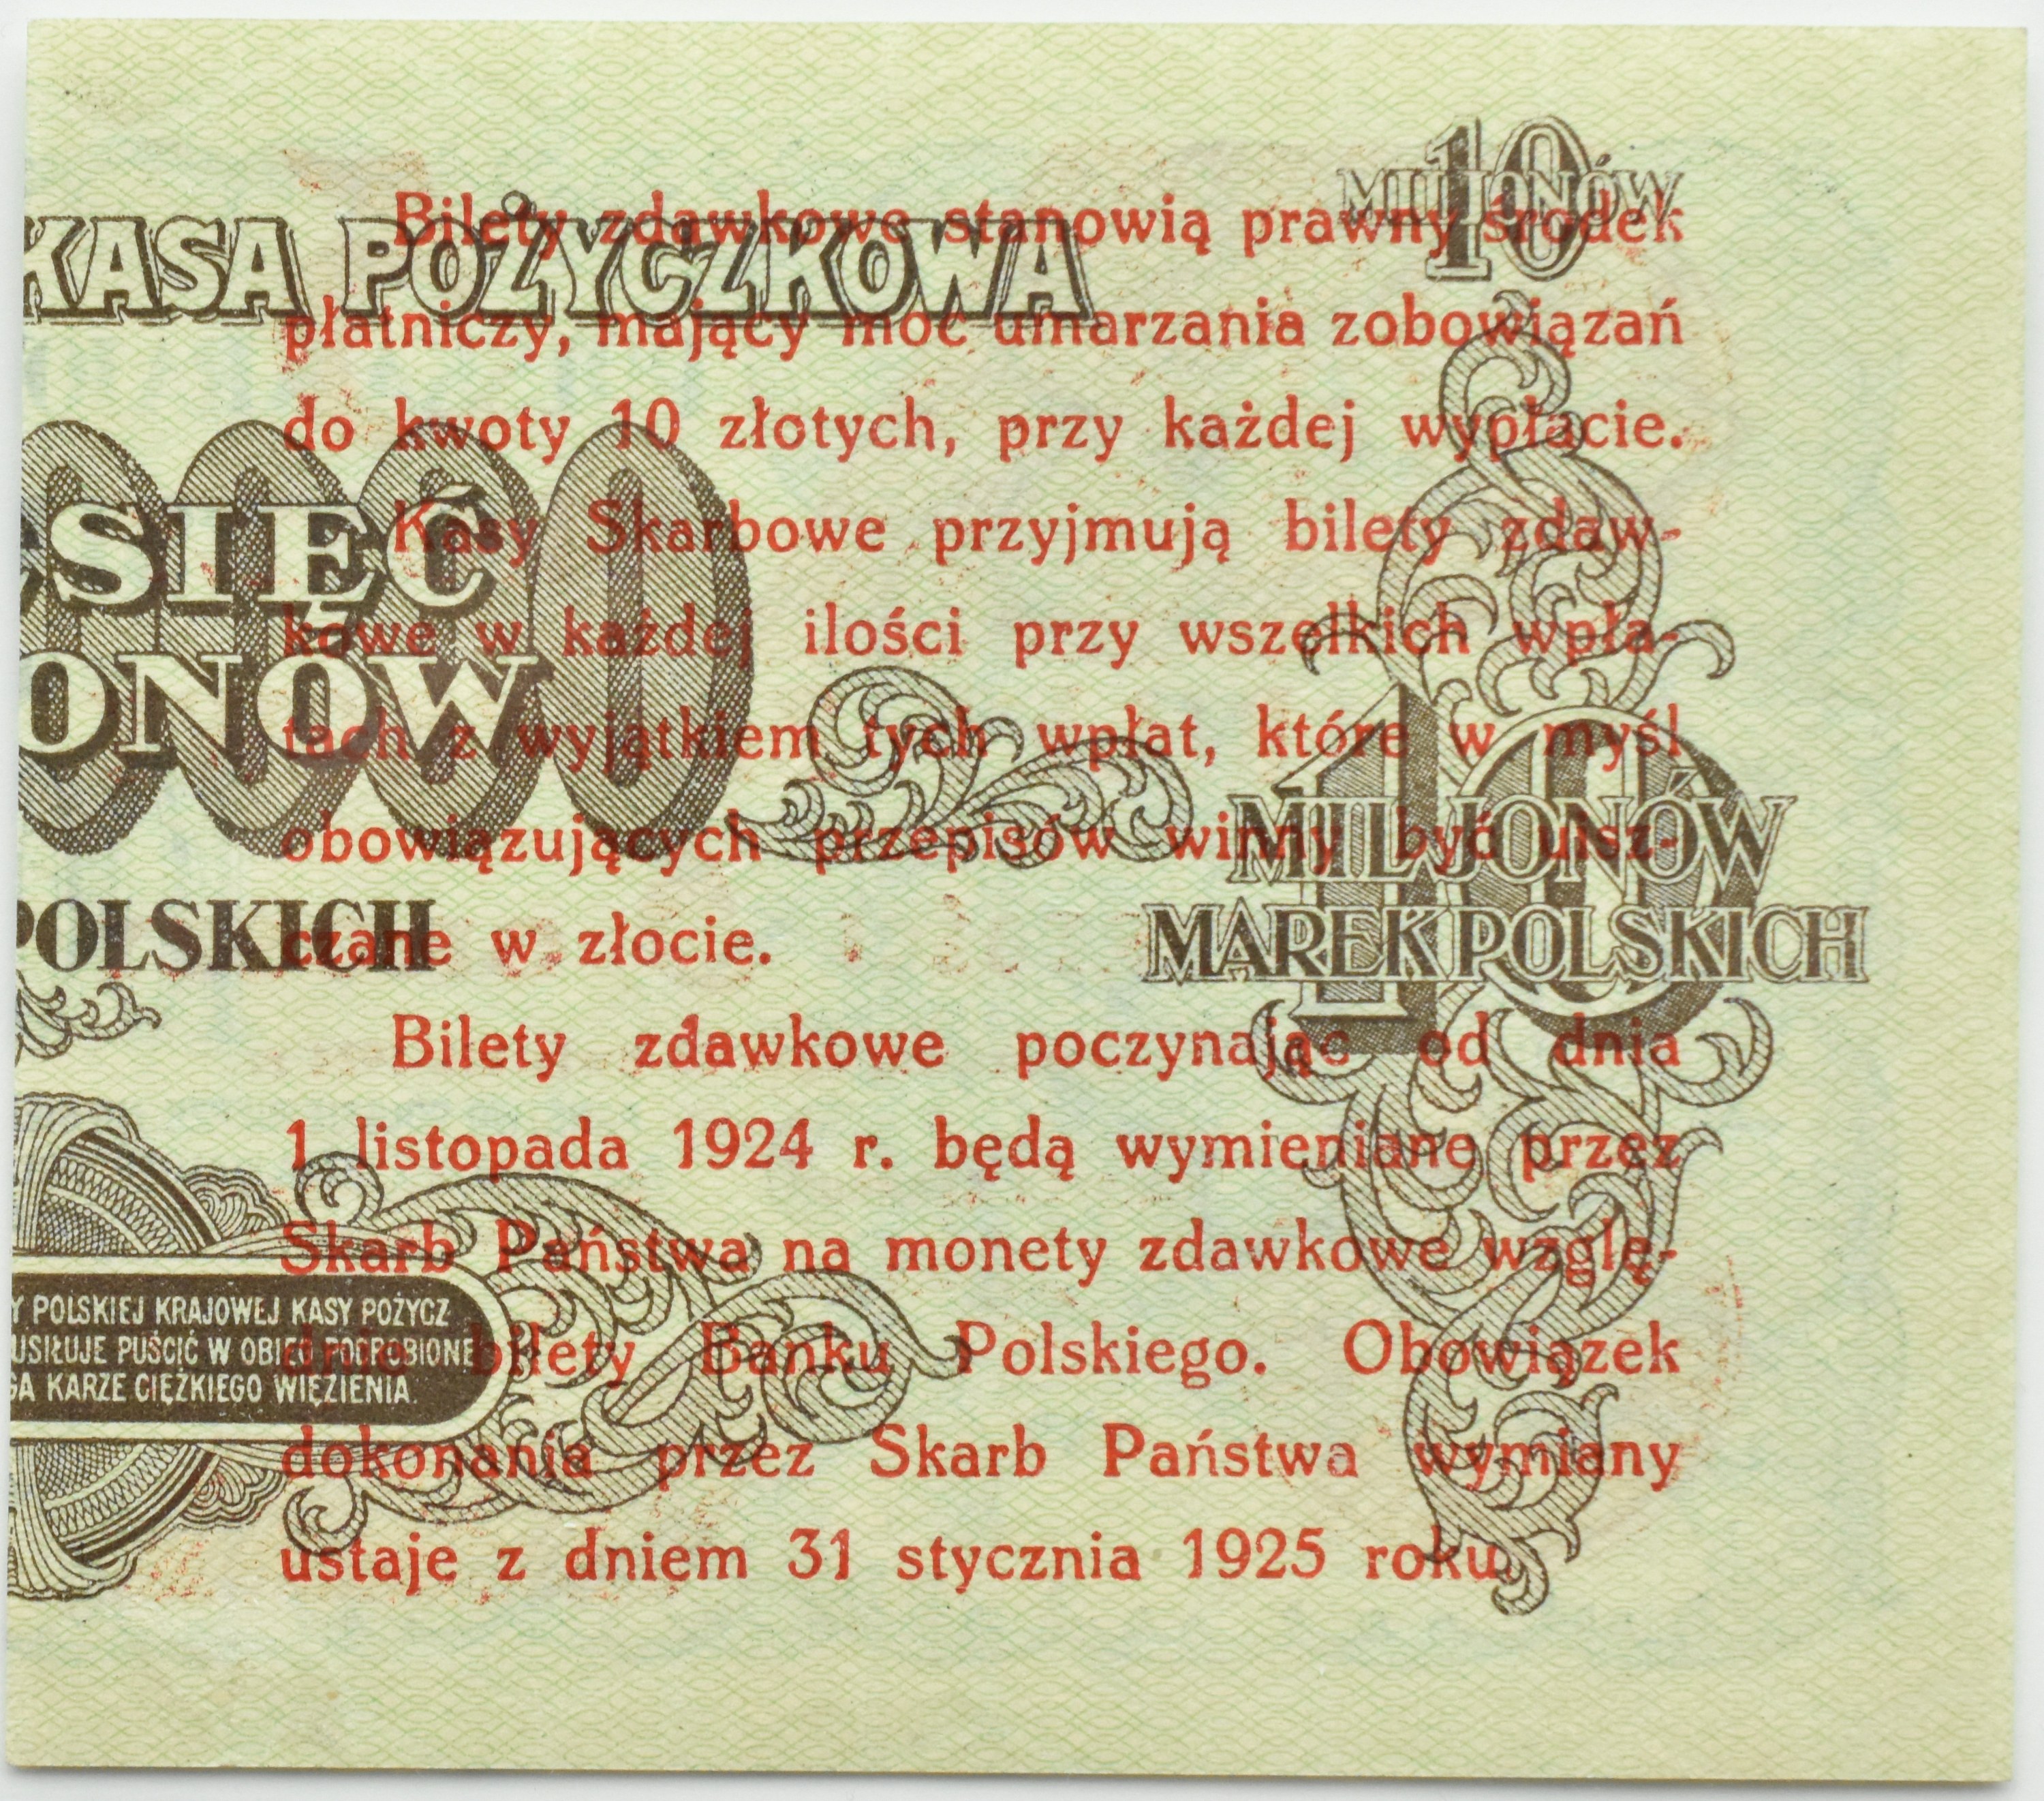 10
MILJONÓW
KASA POŻYCZKOWA
Bilety zdawkowe stanowią prawny środek
płatniczy, mający moc umarzania zobowiązań
do kwoty 10 złotych, przy każdej wypłacie.
Kasy Skarbowe przyjmują bilety zdaw-
kowe w każdej ilości przy wszelkich wpła-
tach z wyjątkiem tych wpłat, które w myśl
obowiązujących przepisów winny być uisz-
czane w złocie.
Bilety zdawkowe poczynając od dnia
1 listopada 1924 r. będą wymieniane przez
Skarb Państwa na monety zdawkowe wzglę-
dnie bilety Banku Polskiego. Obowiązek
dokonania przez Skarb Państwa wymiany
ustaje z dniem 31 stycznia 1925 roku.
000
SIĘĆ
ONÓW
POLSKICH
10
MILJONÓW
MAREK POLSKICH
Y POLSKIEJ KRAJOWEJ KASY POŻYCZ
USIŁUJE PUŚCIĆ W OBIEG PODROBIONE
GA KARZE CIĘŻKIEGO WIĘZIENIA.